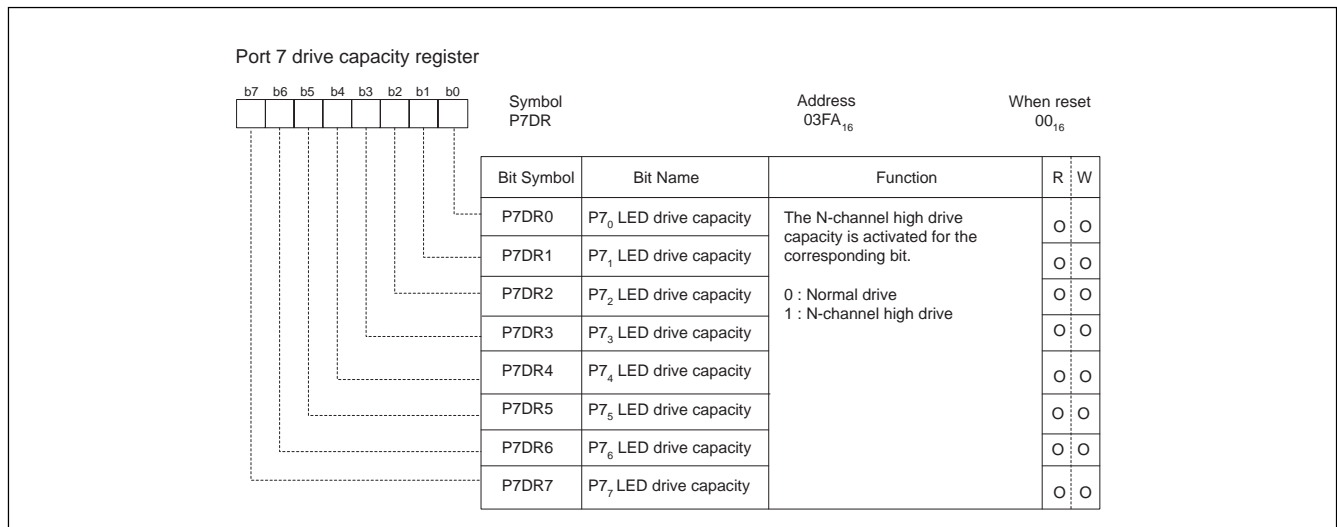 Port 7 drive capacity register
b7 b6 b5 b4 b3 b2 b1 b0
Symbol Address When reset
P7DR 03FA₁₆ 00₁₆
Bit Symbol Bit Name Function R W
P7DR0 P7₀ LED drive capacity The N-channel high drive capacity is activated for the corresponding bit. O O
P7DR1 P7₁ LED drive capacity O O
P7DR2 P7₂ LED drive capacity 0 : Normal drive O O
1 : N-channel high drive
P7DR3 P7₃ LED drive capacity O O
P7DR4 P7₄ LED drive capacity O O
P7DR5 P7₅ LED drive capacity O O
P7DR6 P7₆ LED drive capacity O O
P7DR7 P7₇ LED drive capacity O O